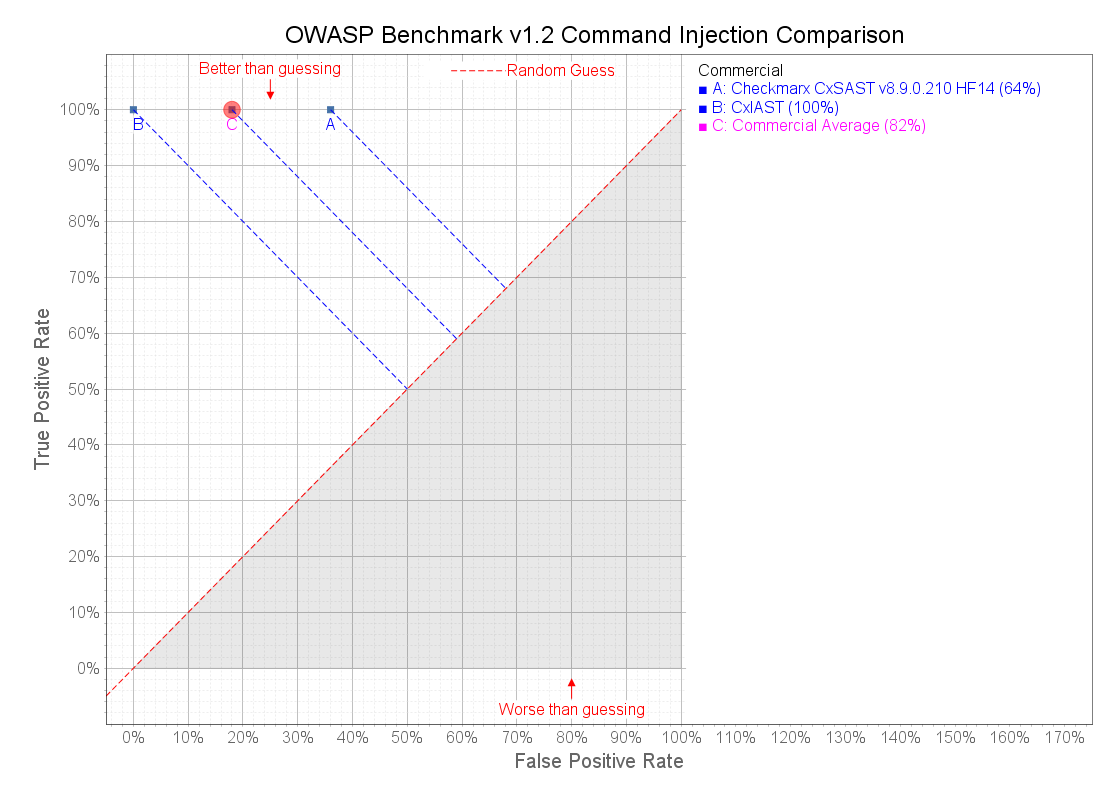 OWASP Benchmark v1.2 Command Injection Comparison
Better than guessing
Random Guess
Commercial
A: Checkmarx CxSAST v8.9.0.210 HF14 (64%)
B: CxIAST (100%)
C: Commercial Average (82%)
B
C
A
True Positive Rate
100%
90%
80%
70%
60%
50%
40%
30%
20%
10%
0%
Worse than guessing
0% 10% 20% 30% 40% 50% 60% 70% 80% 90% 100% 110% 120% 130% 140% 150% 160% 170%
False Positive Rate